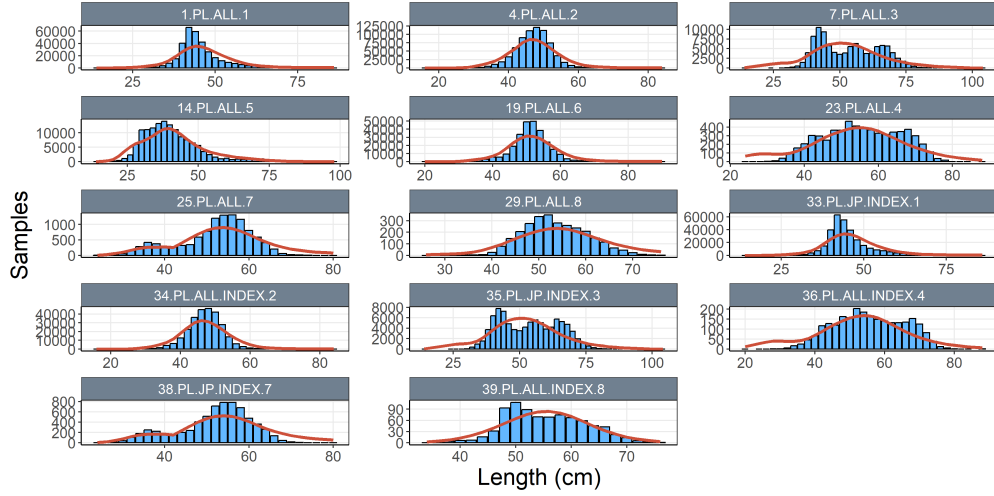 1.PL.ALL.1 4.PL.ALL.2 7.PL.ALL.3
60000 40000 20000 0 25 50 75
125000 100000 75000 50000 25000 0 20 40 60 80
10000 7500 5000 2500 0 25 50 75 100
14.PL.ALL.5 19.PL.ALL.6 23.PL.ALL.4
10000 5000 0 25 50 75 100
50000 40000 30000 20000 10000 0 20 40 60 80
400 300 200 100 0 20 40 60 80
25.PL.ALL.7 29.PL.ALL.8 33.PL.JP.INDEX.1
1000 500 0 40 60 80
300 200 100 0 30 40 50 60 70
60000 40000 20000 0 25 50 75
34.PL.ALL.INDEX.2 35.PL.JP.INDEX.3 36.PL.ALL.INDEX.4
40000 30000 20000 10000 0 20 40 60 80
8000 6000 4000 2000 0 25 50 75 100
200 150 100 50 0 20 40 60 80
38.PL.JP.INDEX.7 39.PL.ALL.INDEX.8
800 600 400 200 0 40 60 80
90 60 30 0 40 50 60 70
Samples
Length (cm)